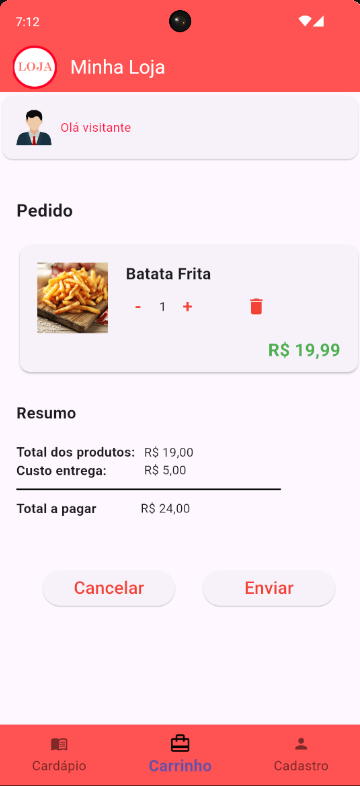 7:12
LOJA
Minha Loja
Olá visitante
Pedido
Batata Frita
- 1 +
R$ 19,99
Resumo
Total dos produtos: R$ 19,00
Custo entrega: R$ 5,00
Total a pagar R$ 24,00
Cancelar Enviar
Cardápio Carrinho Cadastro